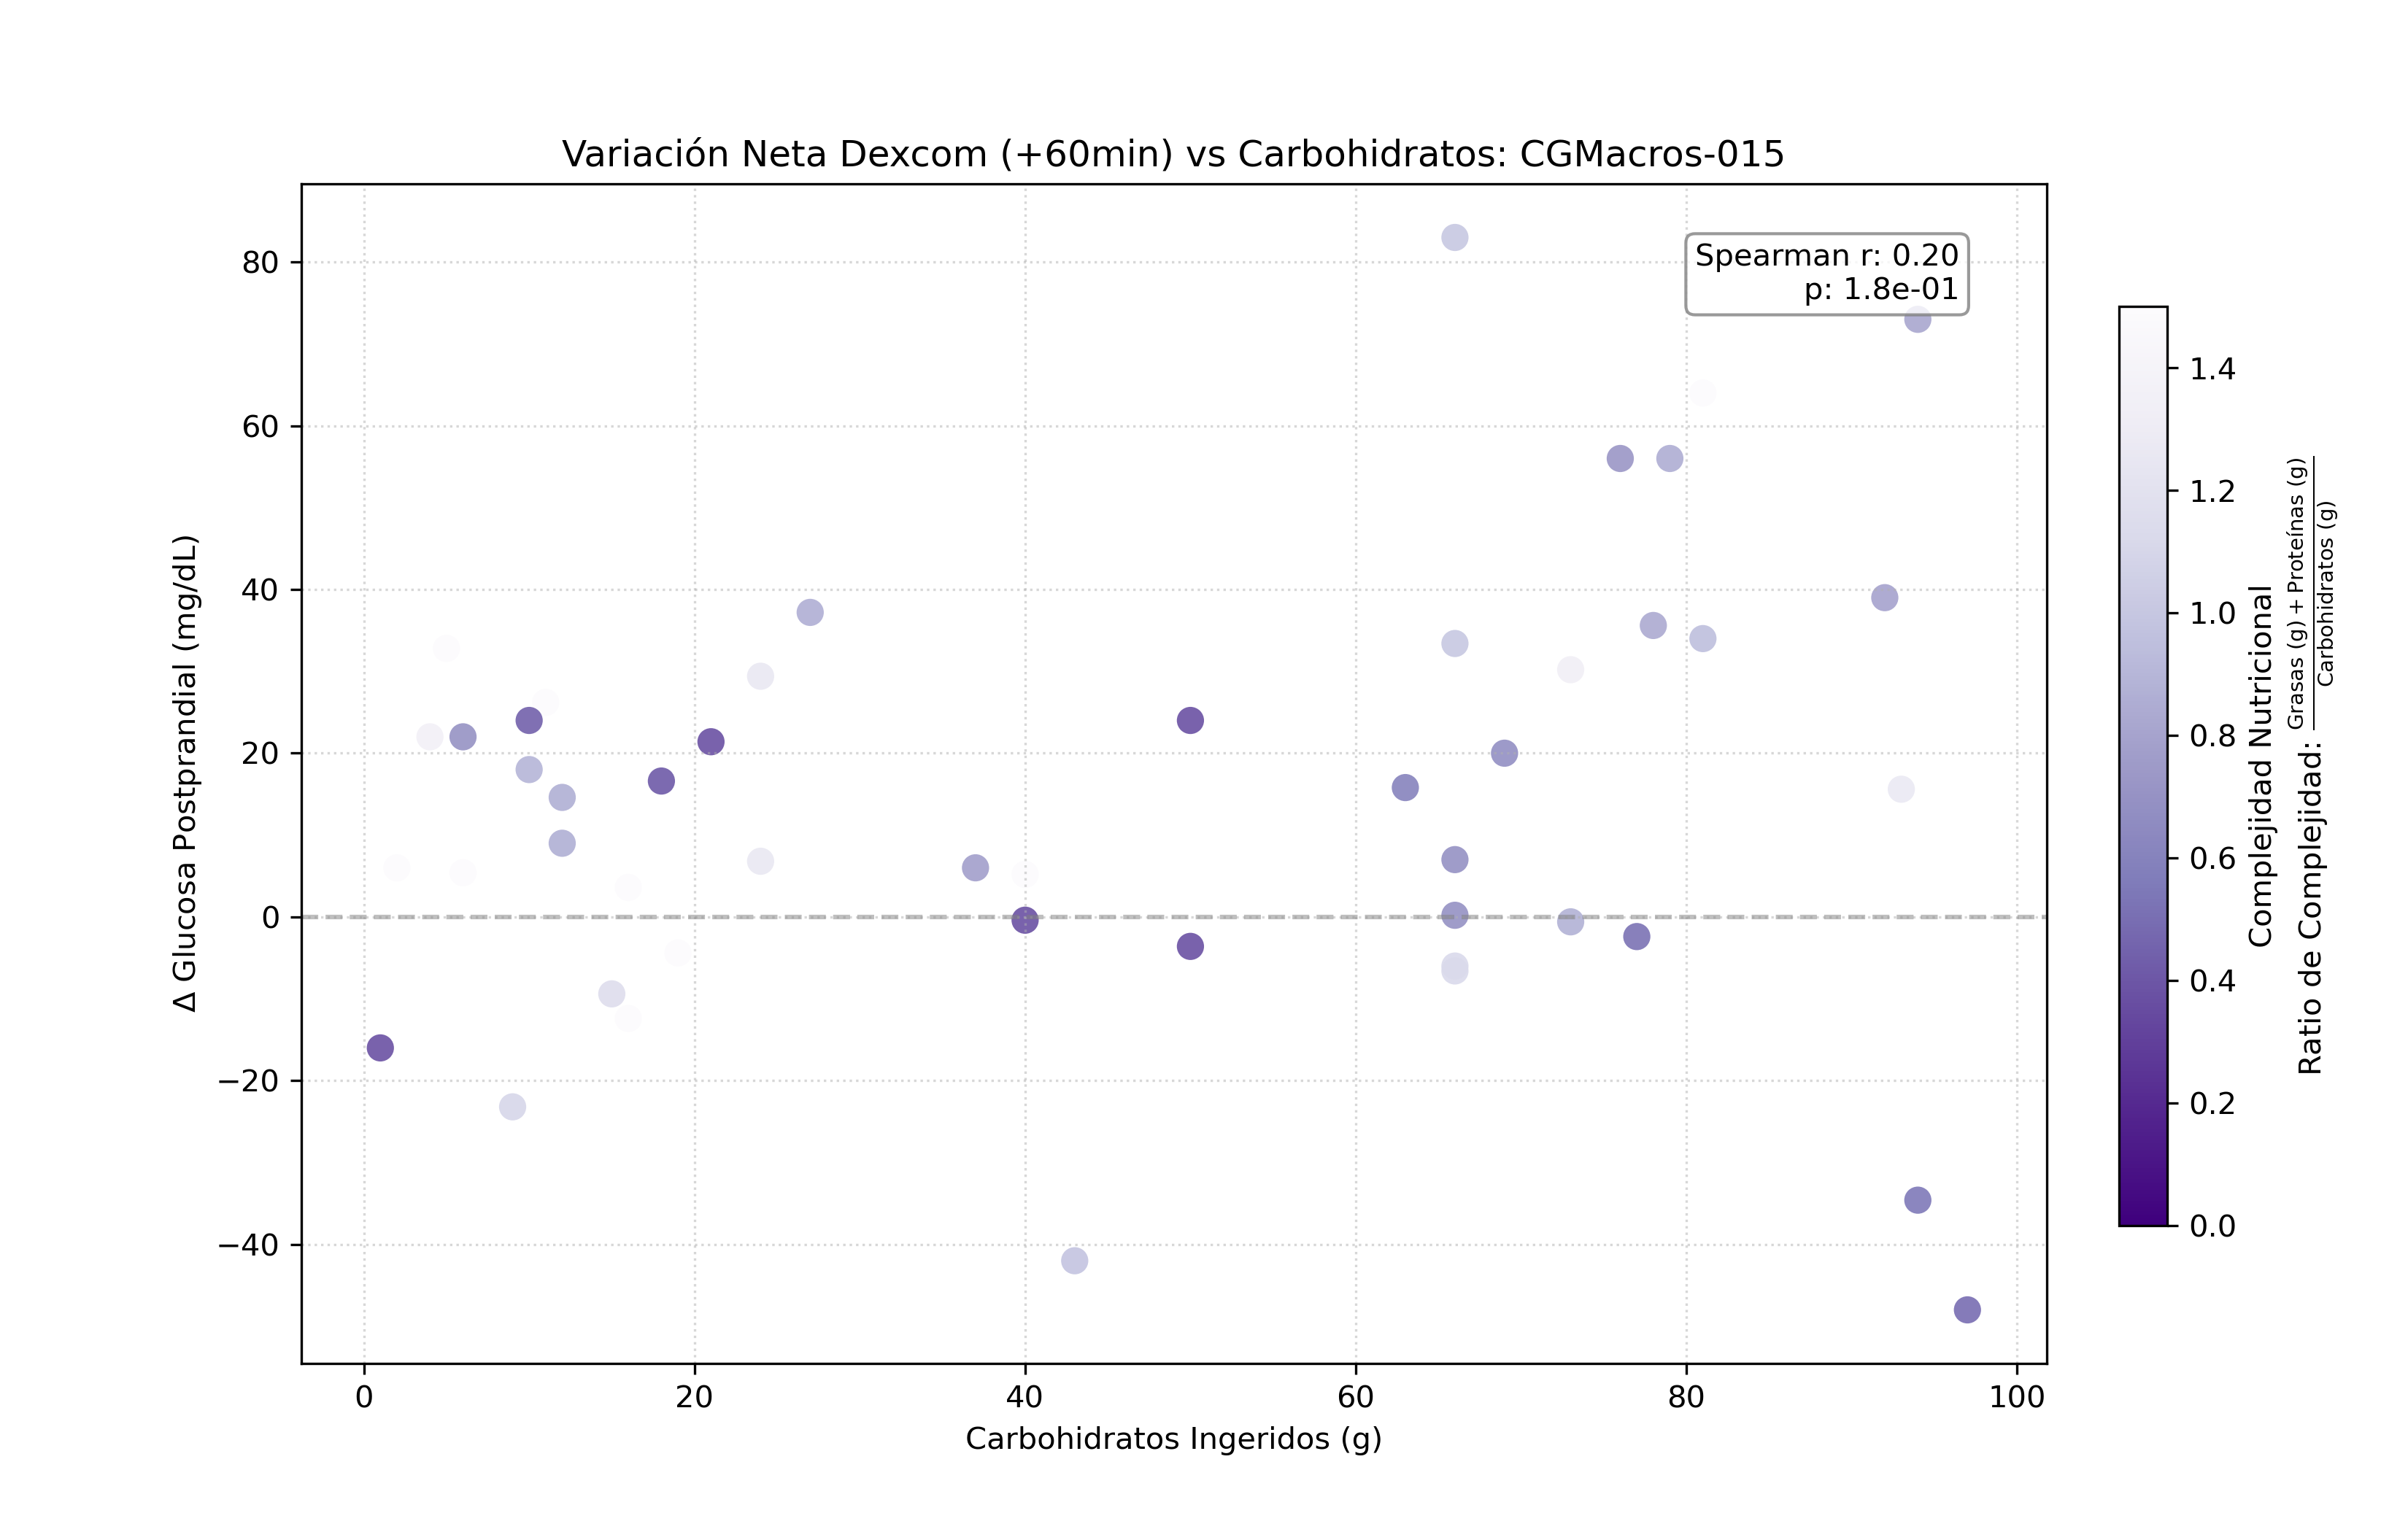 Variación Neta Dexcom (+60min) vs Carbohidratos: CGMacros-015
Spearman r: 0.20
p: 1.8e-01
Δ Glucosa Postprandial (mg/dL)
80
60
40
20
0
−20
−40
0
20
40
60
80
100
Carbohidratos Ingeridos (g)
1.4
1.2
1.0
0.8
0.6
0.4
0.2
0.0
Complejidad Nutricional
Ratio de Complejidad: Grasas (g) + Proteínas (g)
Carbohidratos (g)